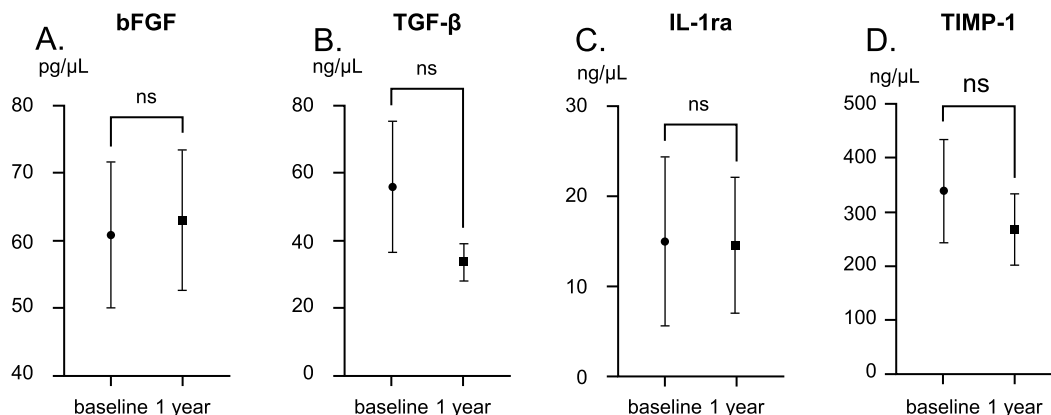 A.
bFGF
pg/µL
ns
80
70
60
50
40
baseline 1 year
B.
TGF-β
ng/µL
ns
80
60
40
20
0
baseline 1 year
C.
IL-1ra
ng/µL
ns
30
20
10
0
baseline 1 year
D.
TIMP-1
ng/µL
ns
500
400
300
200
100
0
baseline 1 year